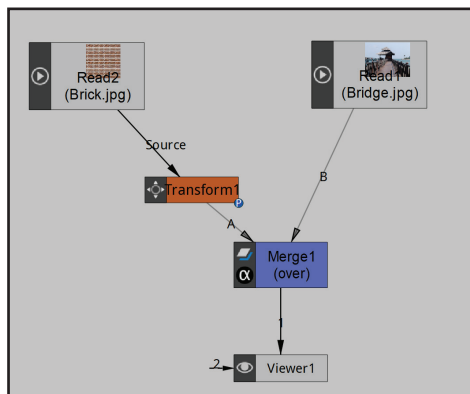 Read2
(Brick.jpg)
Read1
(Bridge.jpg)
Source
B
Transform1
P
A
α
Merge1
(over)
1
2
Viewer1